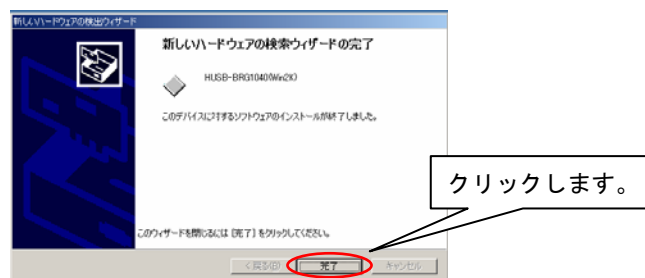 新しいハードウェアの検出ウィザード
新しいハードウェアの検索ウィザードの完了
HUSB-BRG1040(Win2K)
このデバイスに対するソフトウェアのインストールが終了しました。
クリックします。
このウィザードを閉じるには [完了] をクリックしてください。
< 戻る(B)
完了
キャンセル